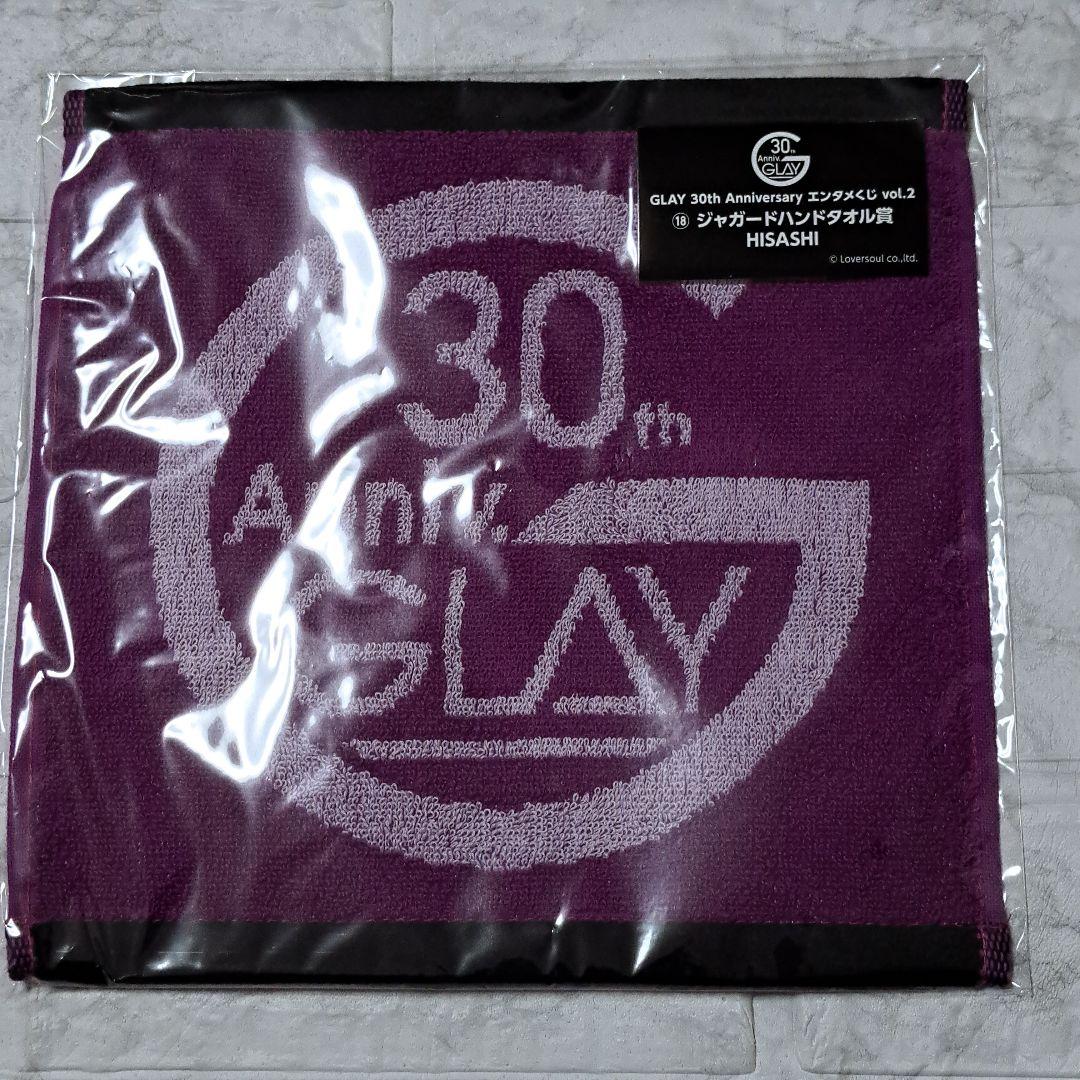 30th
Anniv.
GLAY
GLAY 30th Anniversary エンタメくじ vol.2
⑱ ジャガードハンドタオル賞
HISASHI
© Loversoul co.,ltd.
30th
Anniv.
GLAY